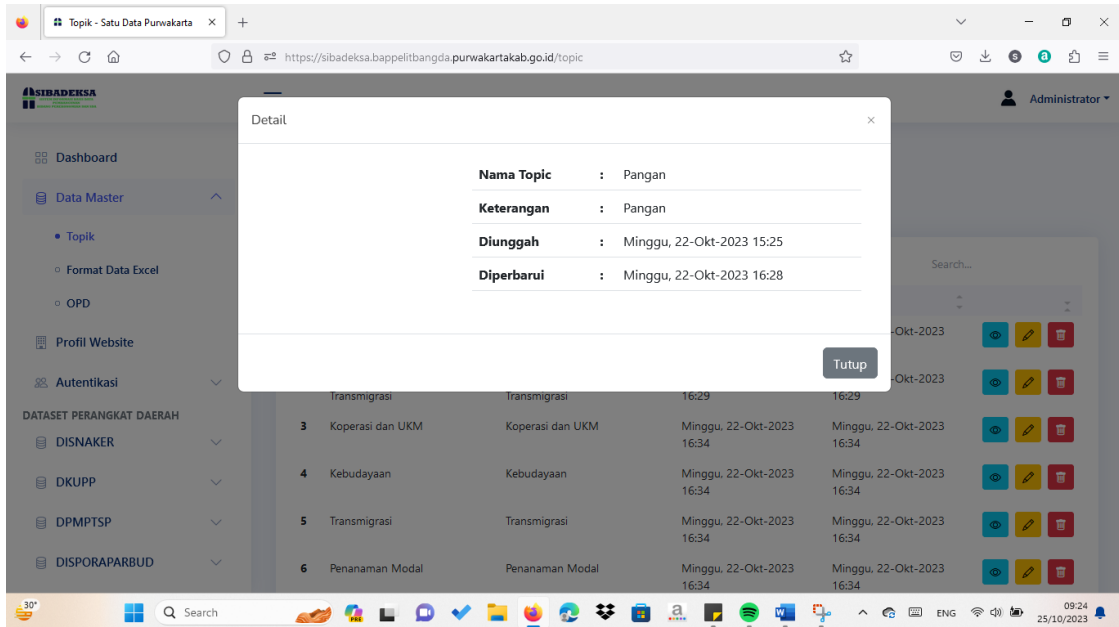 Topik - Satu Data Purwakarta
https://sibadeksa.bappelitbangda.purwakartakab.go.id/topic
SIBADEKSA
Administrator
Detail
Nama Topic : Pangan
Keterangan : Pangan
Diunggah : Minggu, 22-Okt-2023 15:25
Diperbarui : Minggu, 22-Okt-2023 16:28
Tutup
Dashboard
Data Master
Topik
Format Data Excel
OPD
Profil Website
Autentikasi
DATASET PERANGKAT DAERAH
DISNAKER
DKUPP
DPMPTSP
DISPORAPARBUD
Search...
-Okt-2023
-Okt-2023
Transmigrasi Transmigrasi 16:29 16:29
3 Koperasi dan UKM Koperasi dan UKM Minggu, 22-Okt-2023 Minggu, 22-Okt-2023
16:34 16:34
4 Kebudayaan Kebudayaan Minggu, 22-Okt-2023 Minggu, 22-Okt-2023
16:34 16:34
5 Transmigrasi Transmigrasi Minggu, 22-Okt-2023 Minggu, 22-Okt-2023
16:34 16:34
6 Penanaman Modal Penanaman Modal Minggu, 22-Okt-2023 Minggu, 22-Okt-2023
16:34 16:34
30°
Search
PRE
ENG
09:24
25/10/2023